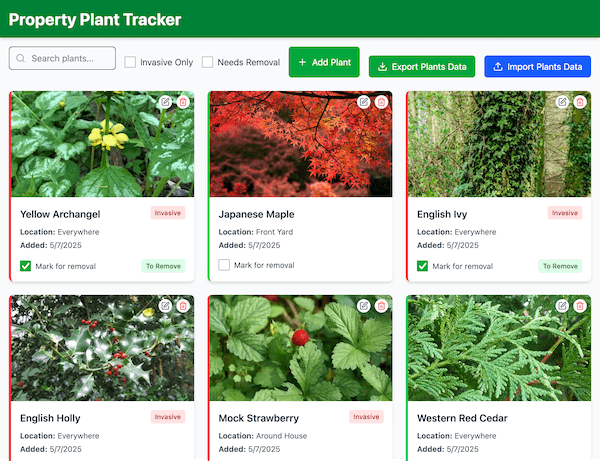 Property Plant Tracker
Search plants...
Invasive Only
Needs Removal
+ Add Plant
Export Plants Data
Import Plants Data
Yellow Archangel
Invasive
Location: Everywhere
Added: 5/7/2025
Mark for removal
To Remove
Japanese Maple
Location: Front Yard
Added: 5/7/2025
Mark for removal
English Ivy
Invasive
Location: Everywhere
Added: 5/7/2025
Mark for removal
To Remove
English Holly
Invasive
Location: Everywhere
Added: 5/7/2025
Mock Strawberry
Invasive
Location: Around House
Added: 5/7/2025
Western Red Cedar
Location: Everywhere
Added: 5/7/2025